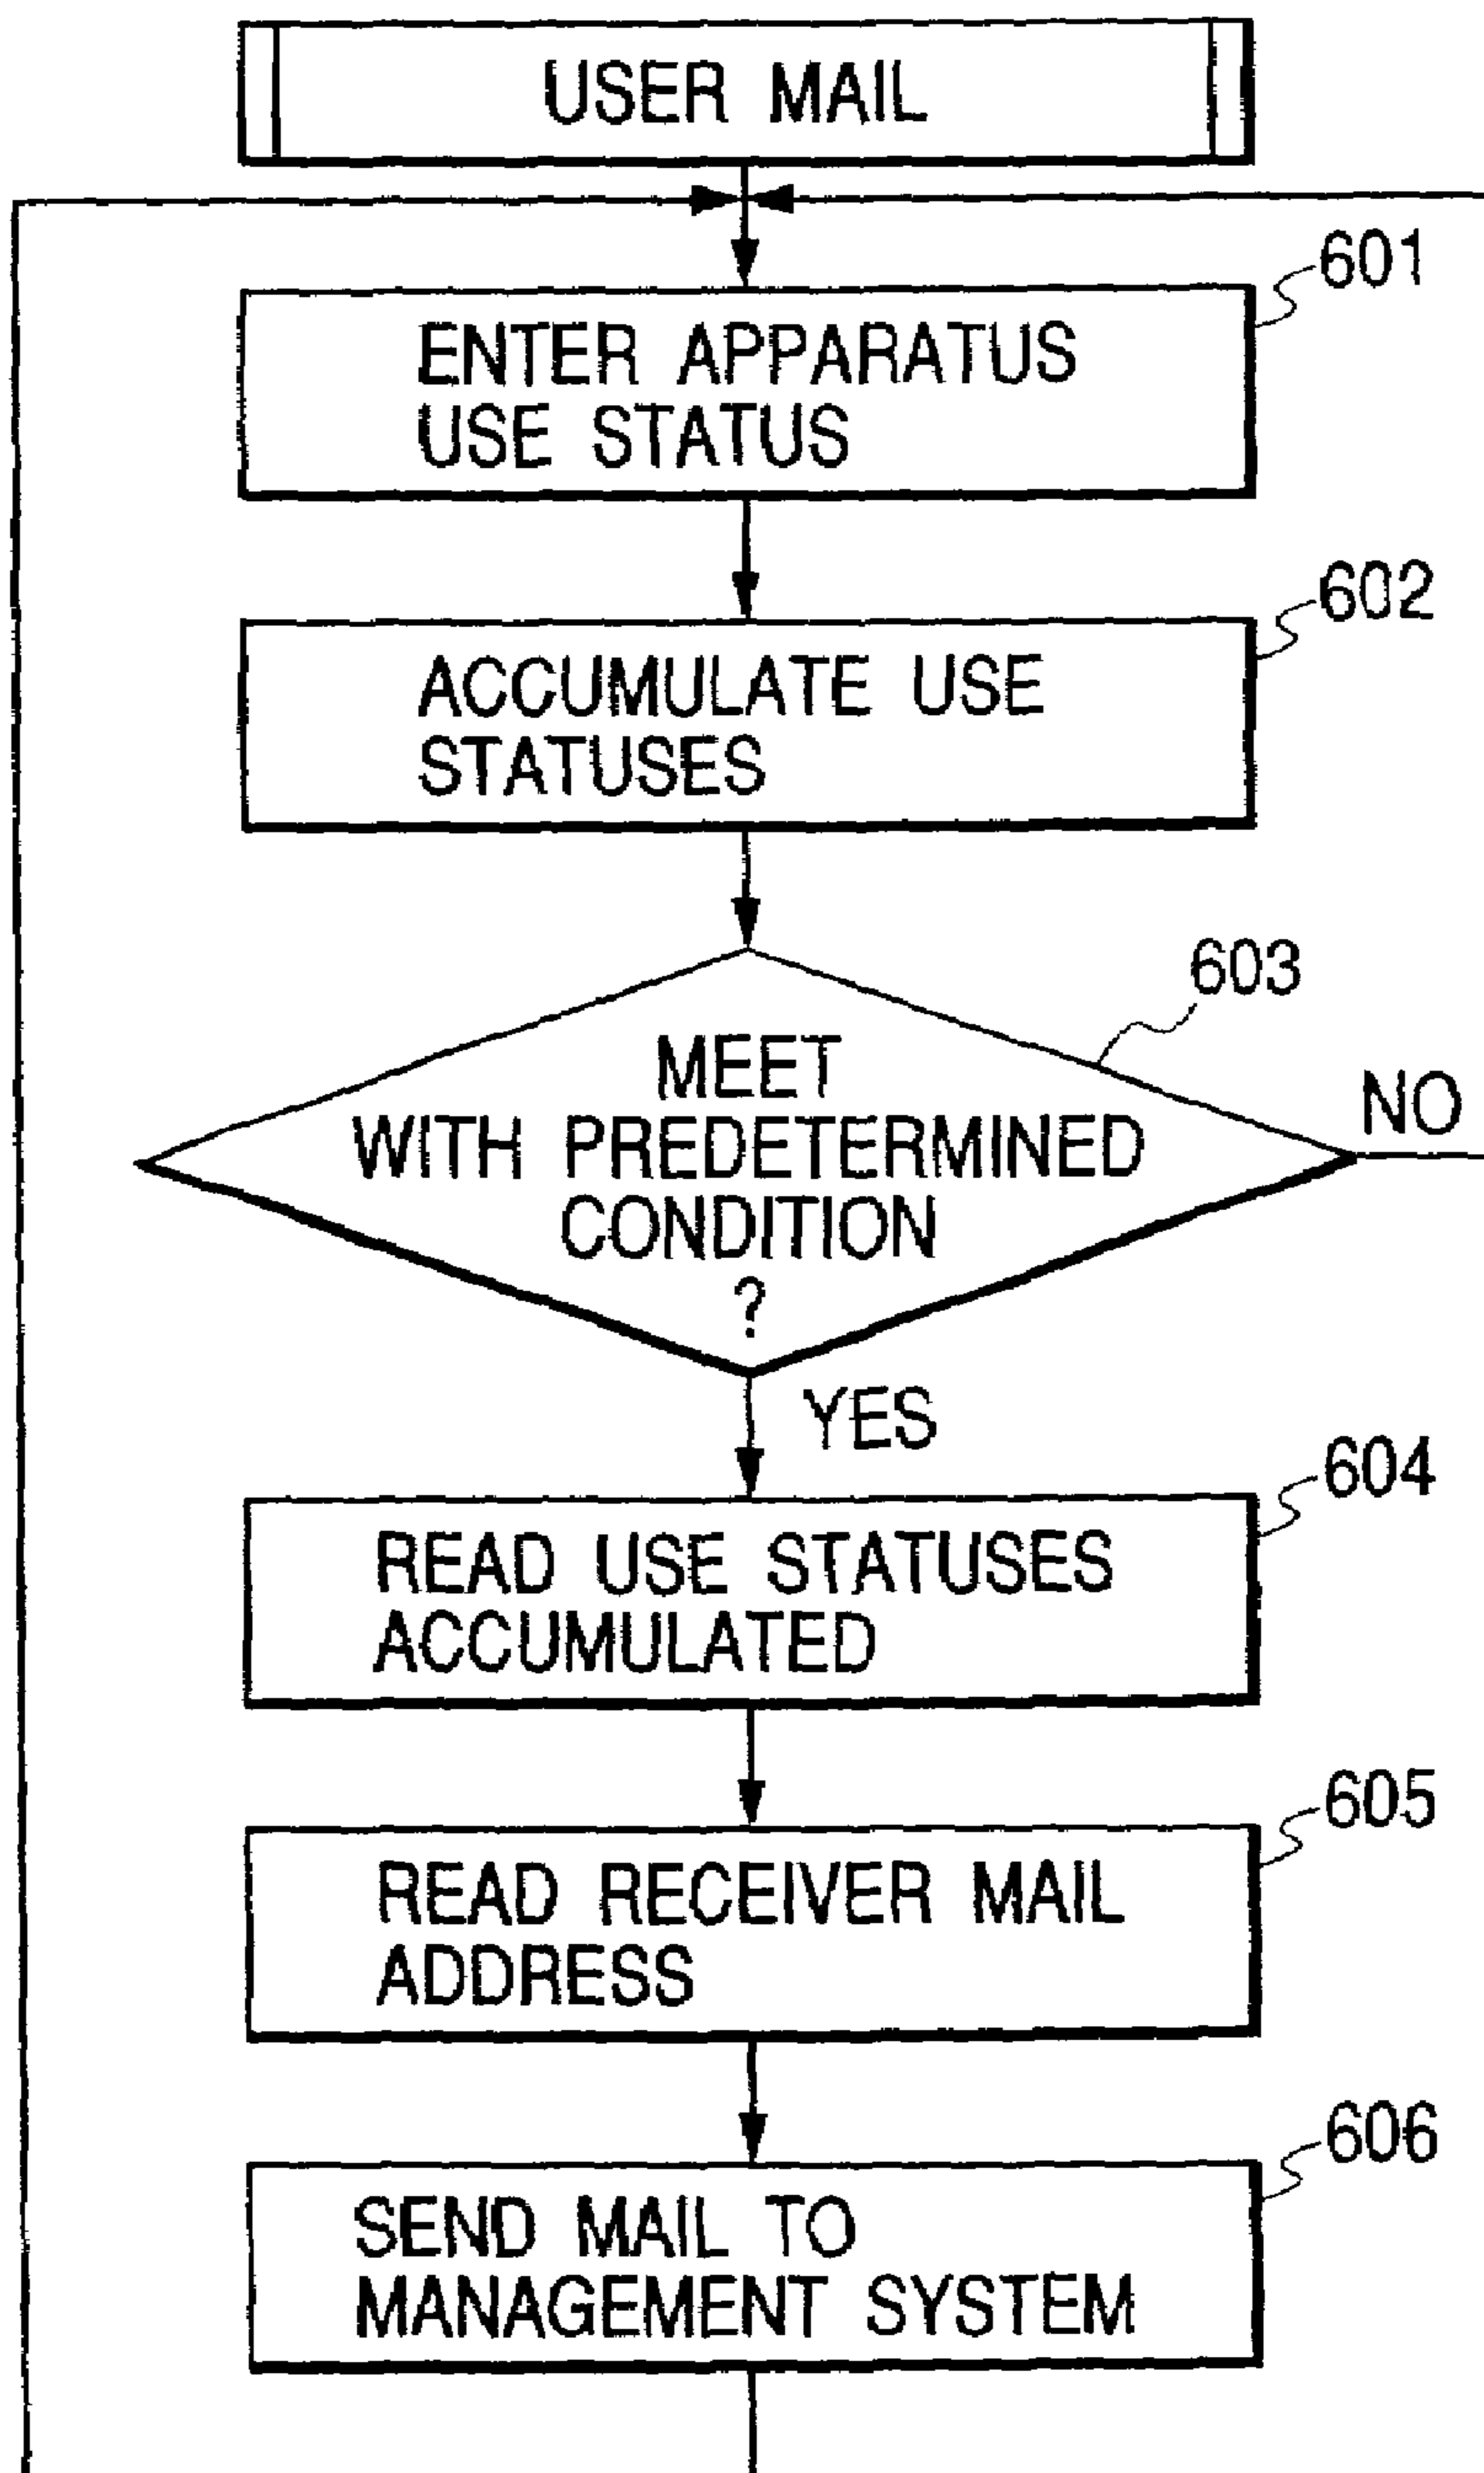 USER MAIL
601
ENTER APPARATUS
USE STATUS
602
ACCUMULATE USE
STATUSES
603
MEET
WITH PREDETERMINED
CONDITION
?
NO
YES
604
READ USE STATUSES
ACCUMULATED
605
READ RECEIVER MAIL
ADDRESS
606
SEND MAIL TO
MANAGEMENT SYSTEM